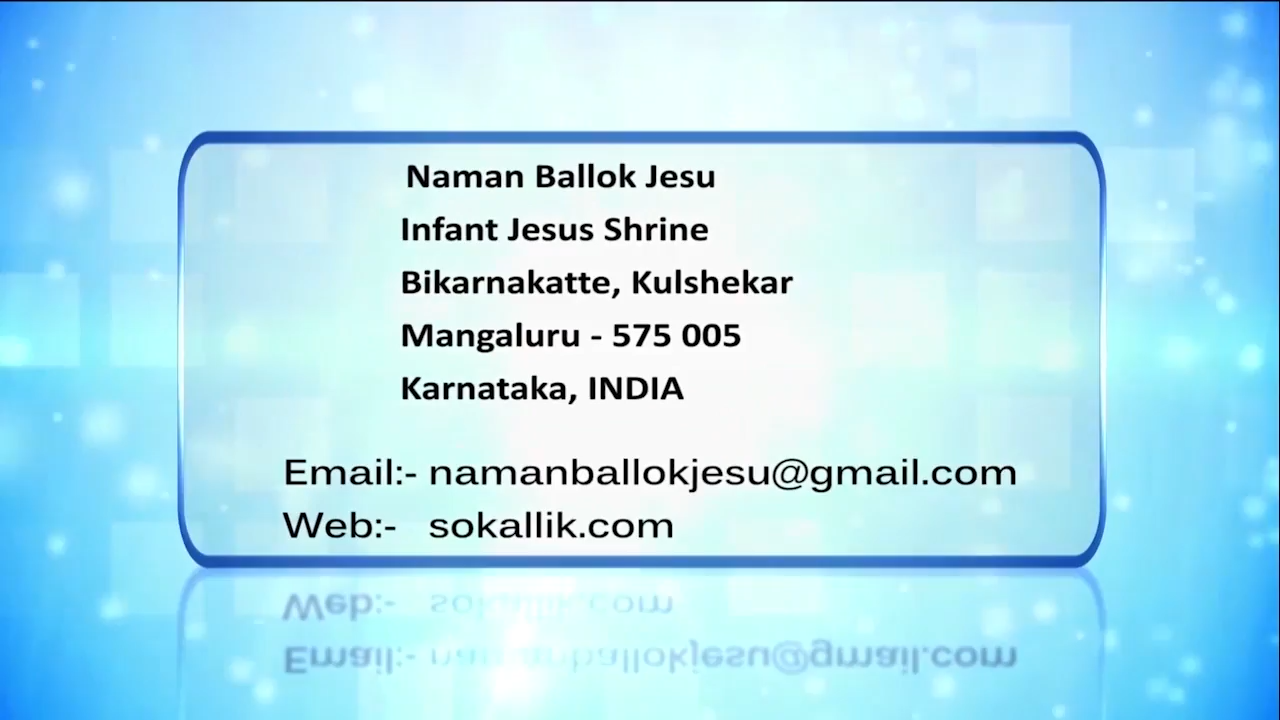 Naman Ballok Jesu
Infant Jesus Shrine
Bikarnakatte, Kulshekar
Mangaluru - 575 005
Karnataka, INDIA
Email:- namanballokjesu@gmail.com
Web:- sokallik.com